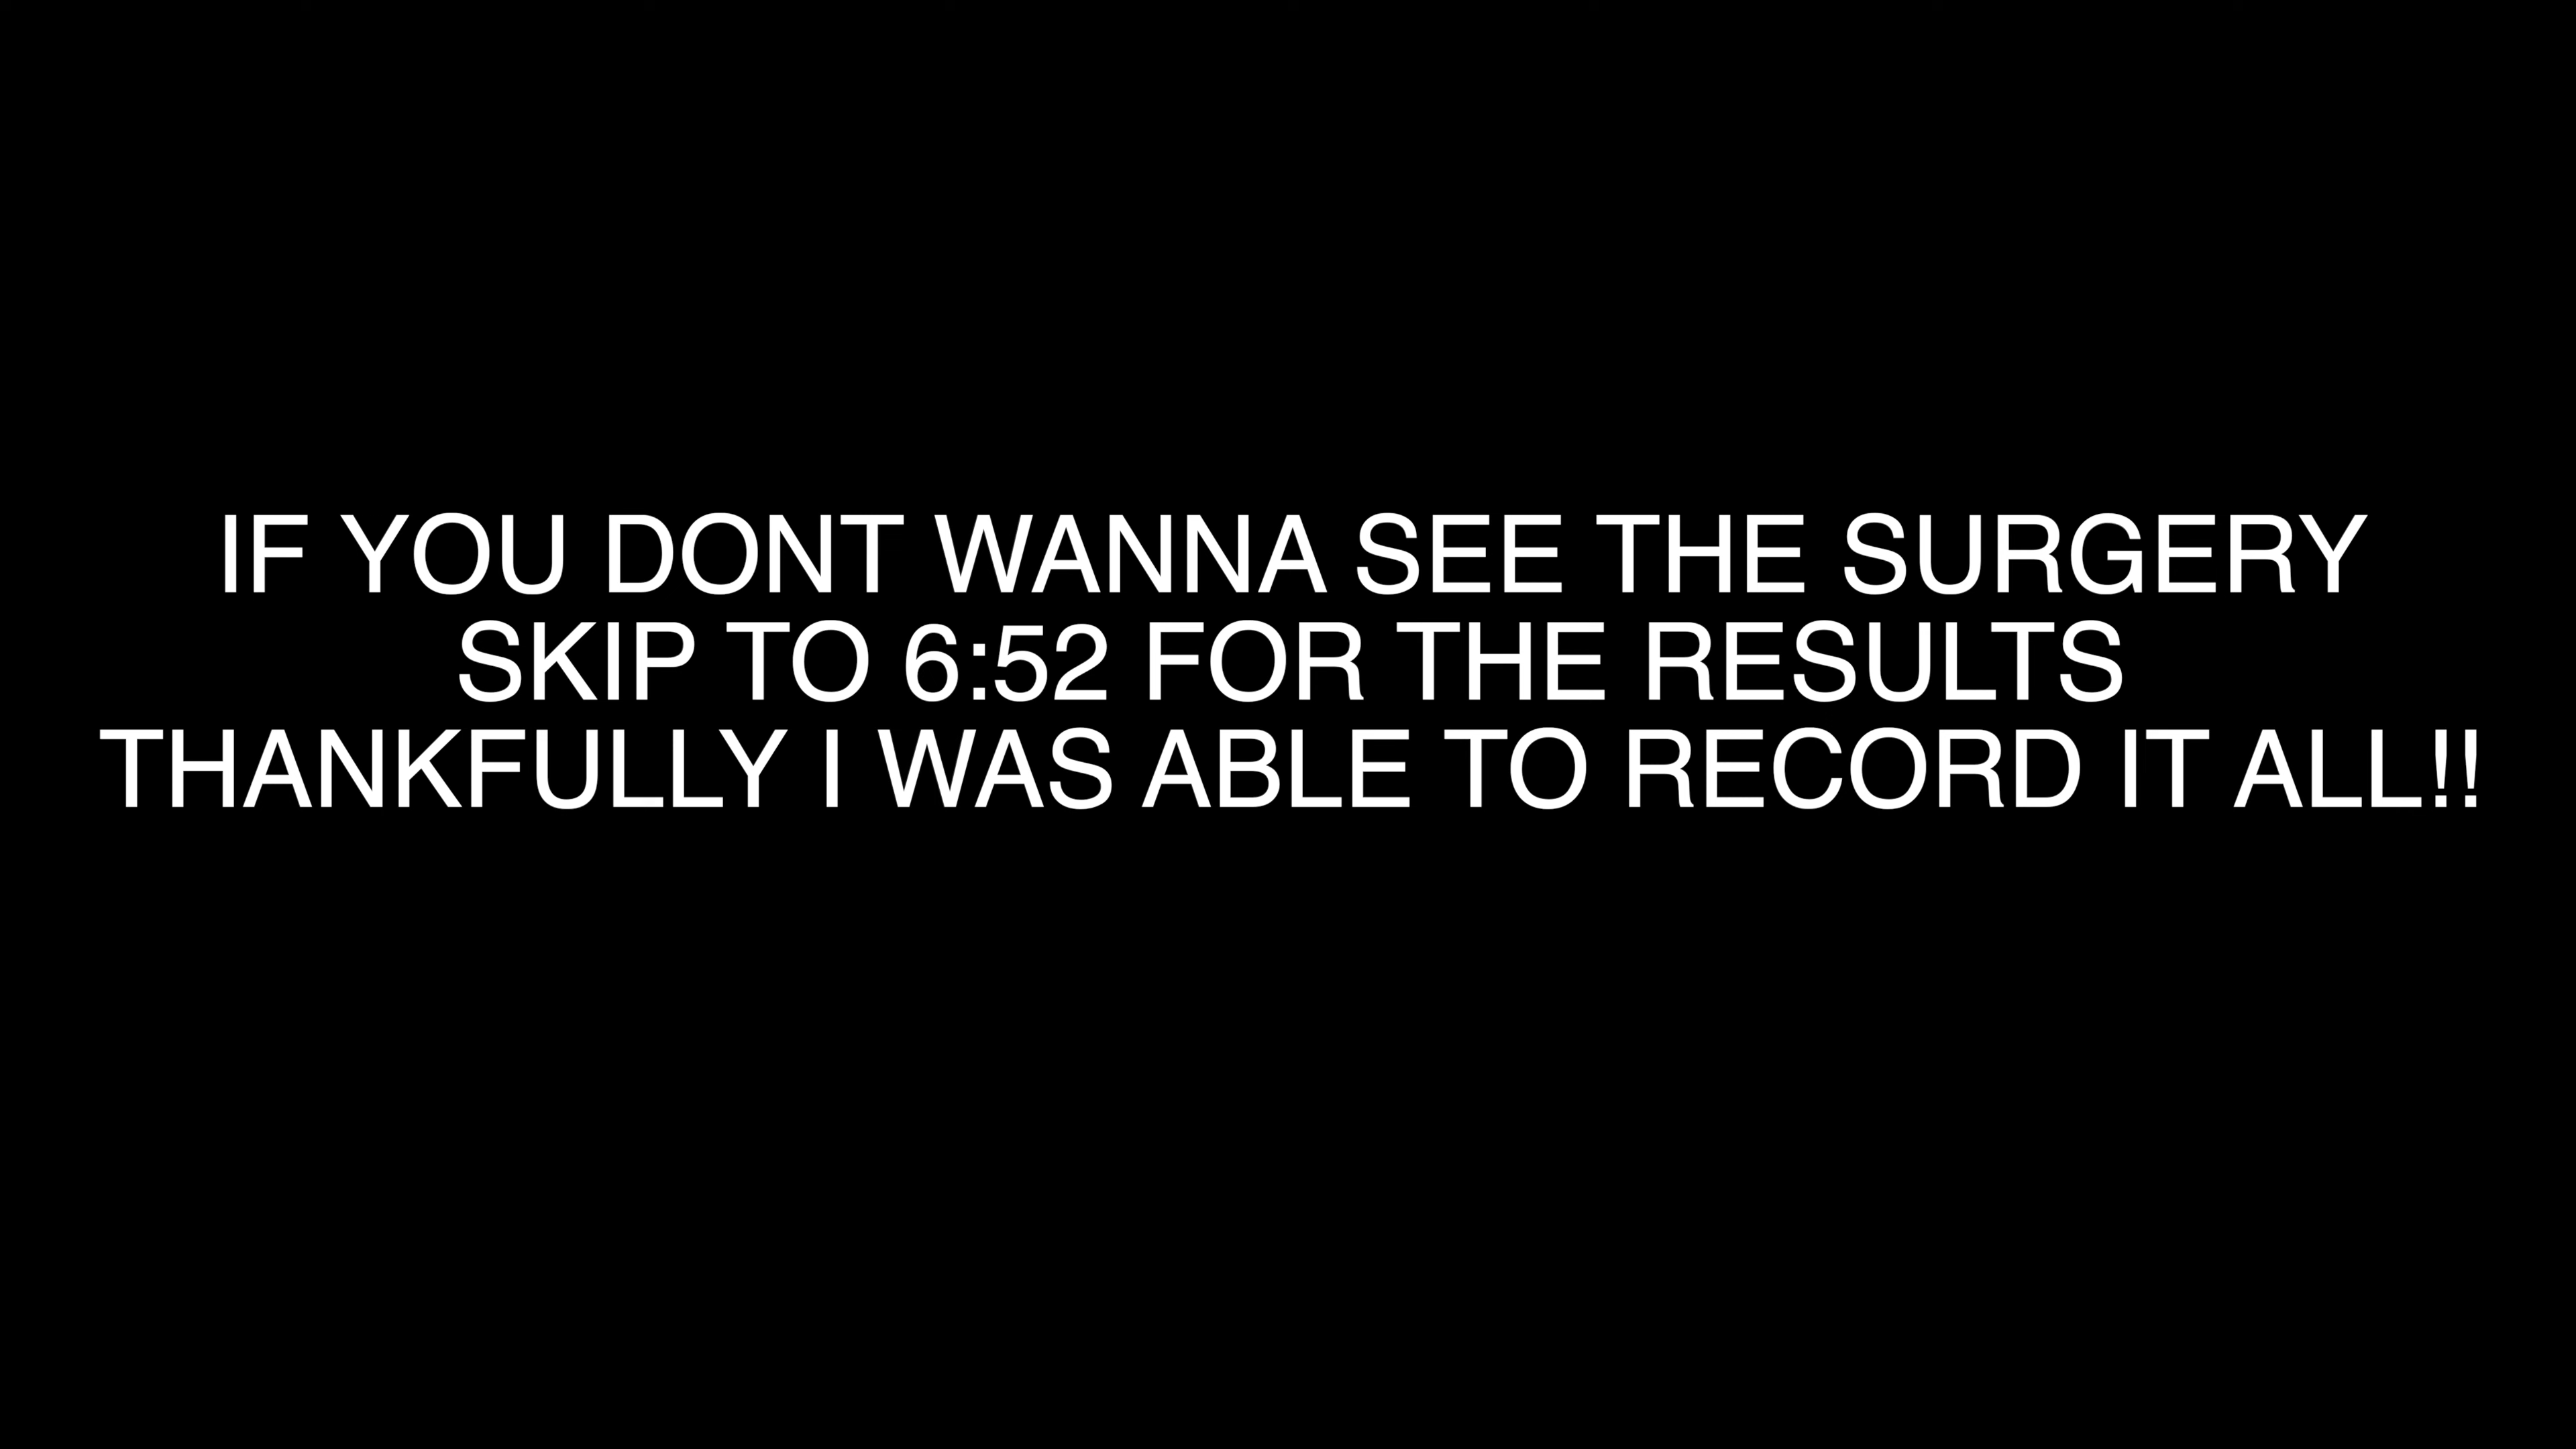 IF YOU DONT WANNA SEE THE SURGERY
SKIP TO 6:52 FOR THE RESULTS
THANKFULLY I WAS ABLE TO RECORD IT ALL!!